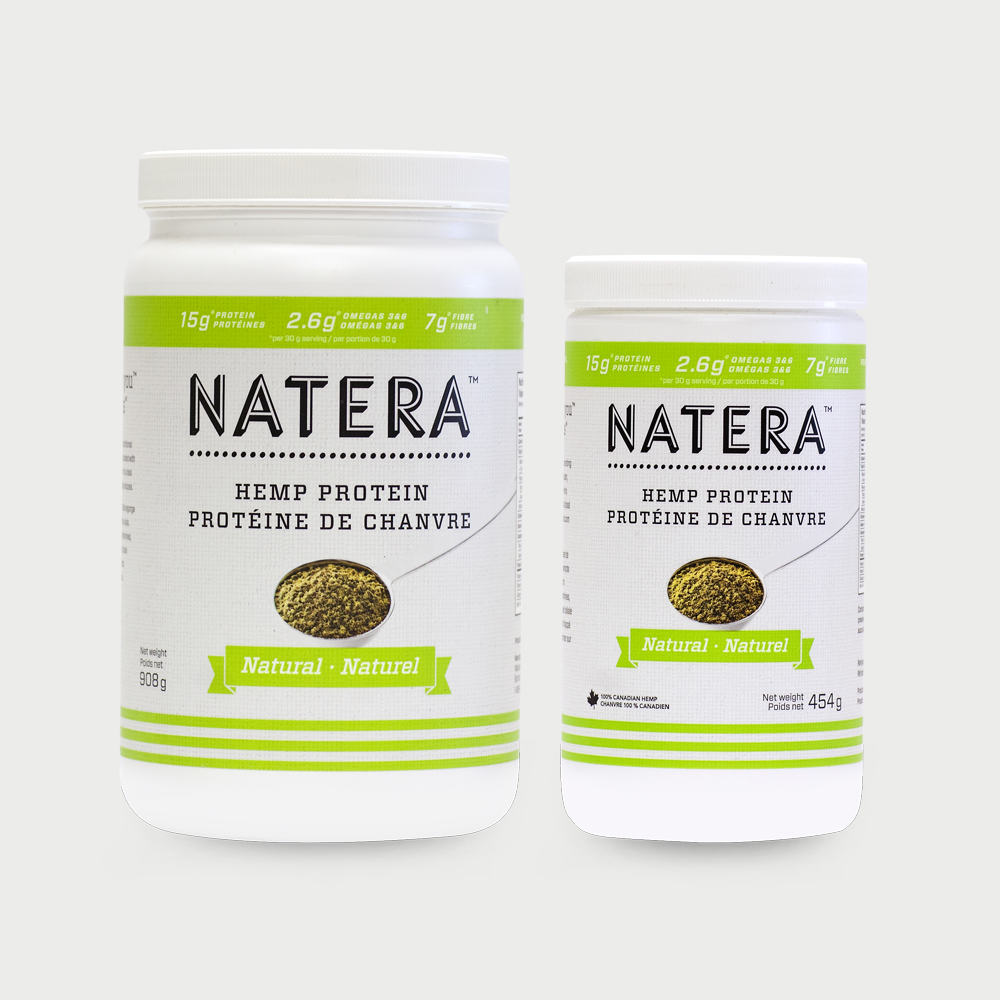 15g* PROTEIN PROTÉINES 2.6g* OMEGAS 3&6 OMÉGAS 3&6 7g* FIBRE FIBRES
*per 30 g serving / par portion de 30 g
NATERA™
HEMP PROTEIN
PROTÉINE DE CHANVRE
Natural · Naturel
Net weight
Poids net
908 g
15g* PROTEIN PROTÉINES 2.6g* OMEGAS 3&6 OMÉGAS 3&6 7g* FIBRE FIBRES
*per 30 g serving / par portion de 30 g
NATERA™
HEMP PROTEIN
PROTÉINE DE CHANVRE
Natural · Naturel
100% CANADIAN HEMP
CHANVRE 100 % CANADIEN
Net weight
Poids net 454 g